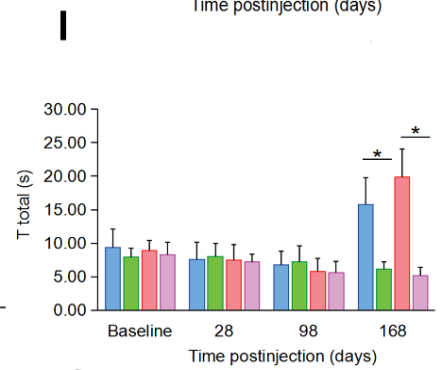 Time postinjection (days)
I
30.00
25.00
20.00
15.00
10.00
5.00
0.00
T total (s)
*
*
Baseline 28 98 168
Time postinjection (days)